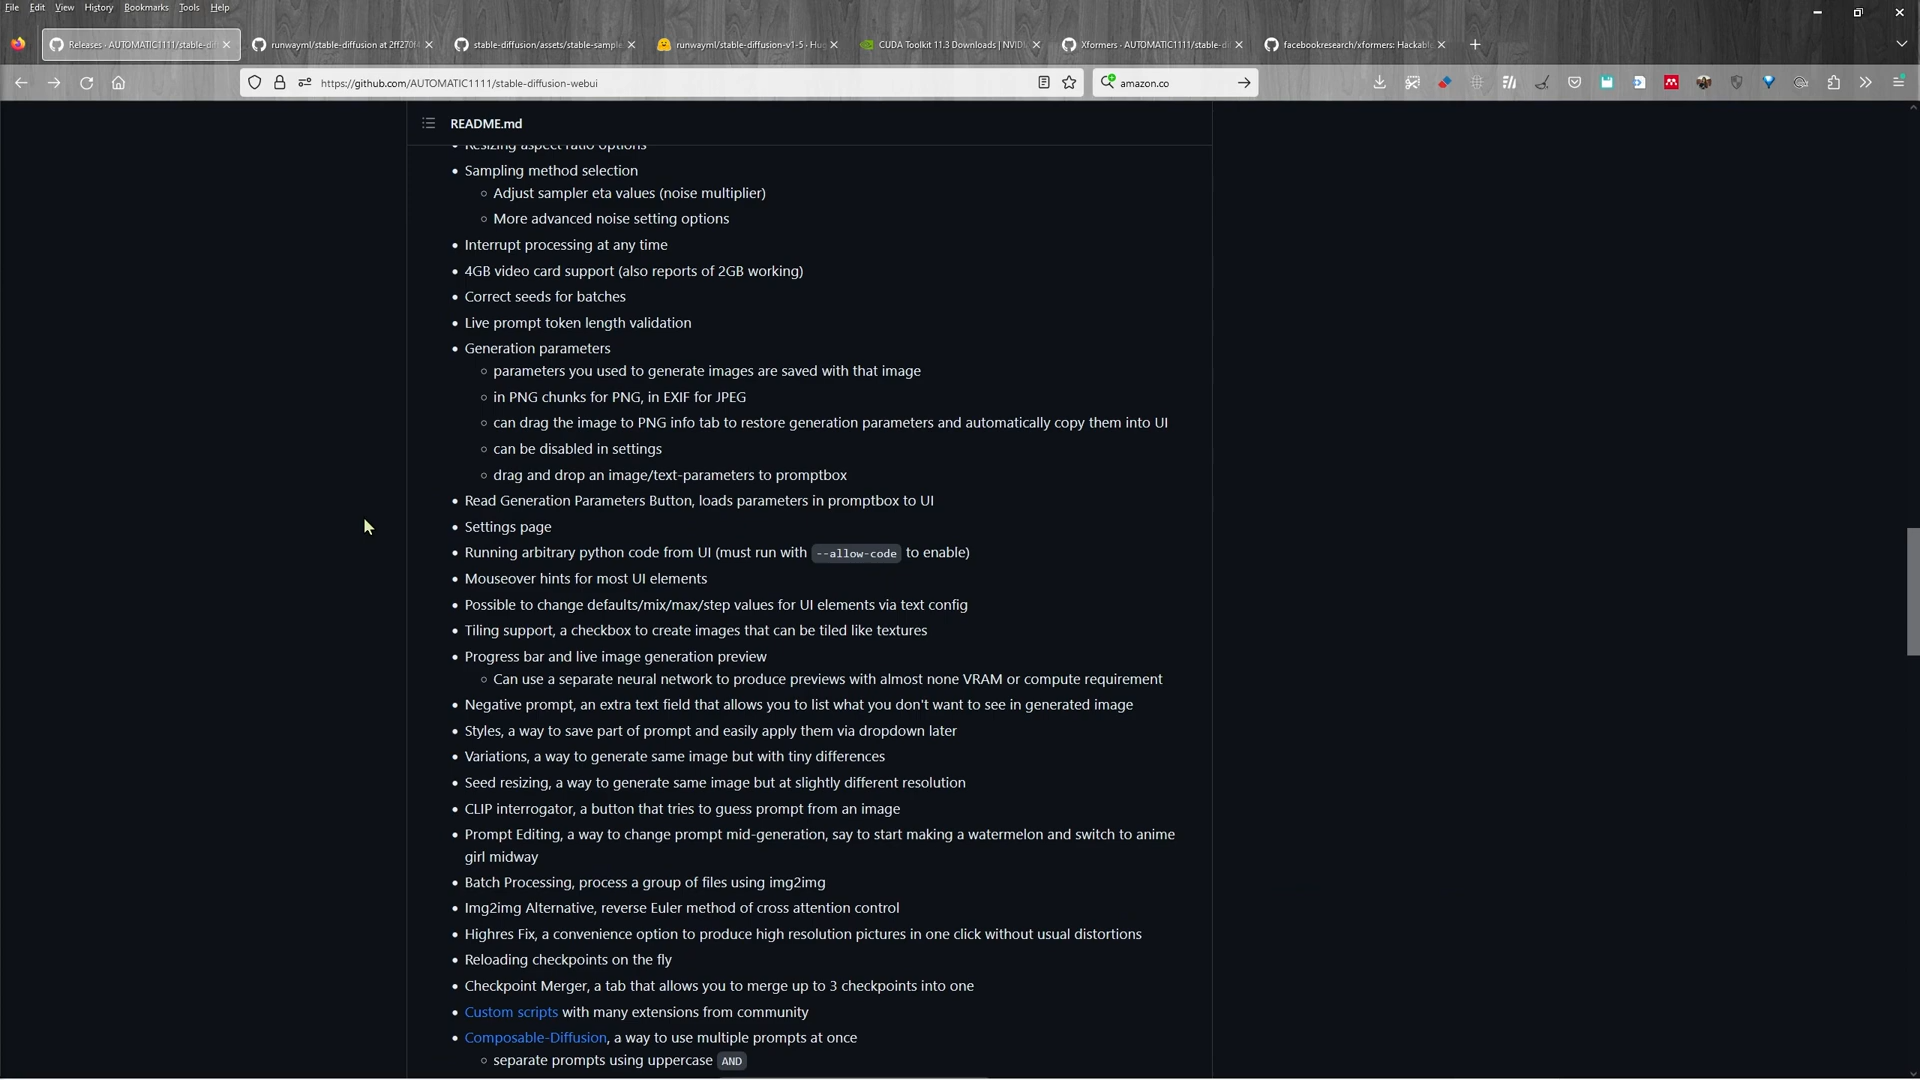 File Edit View History Bookmarks Tools Help
Releases · AUTOMATIC1111/stable-dif
runwayml/stable-diffusion at 2ff270f4
stable-diffusion/assets/stable-sample
runwayml/stable-diffusion-v1-5 · Hug
CUDA Toolkit 11.3 Downloads | NVIDI
Xformers · AUTOMATIC1111/stable-di
facebookresearch/xformers: Hackable
https://github.com/AUTOMATIC1111/stable-diffusion-webui
amazon.co
README.md
Resizing aspect ratio options
Sampling method selection
Adjust sampler eta values (noise multiplier)
More advanced noise setting options
Interrupt processing at any time
4GB video card support (also reports of 2GB working)
Correct seeds for batches
Live prompt token length validation
Generation parameters
parameters you used to generate images are saved with that image
in PNG chunks for PNG, in EXIF for JPEG
can drag the image to PNG info tab to restore generation parameters and automatically copy them into UI
can be disabled in settings
drag and drop an image/text-parameters to promptbox
Read Generation Parameters Button, loads parameters in promptbox to UI
Settings page
Running arbitrary python code from UI (must run with --allow-code to enable)
Mouseover hints for most UI elements
Possible to change defaults/mix/max/step values for UI elements via text config
Tiling support, a checkbox to create images that can be tiled like textures
Progress bar and live image generation preview
Can use a separate neural network to produce previews with almost none VRAM or compute requirement
Negative prompt, an extra text field that allows you to list what you don't want to see in generated image
Styles, a way to save part of prompt and easily apply them via dropdown later
Variations, a way to generate same image but with tiny differences
Seed resizing, a way to generate same image but at slightly different resolution
CLIP interrogator, a button that tries to guess prompt from an image
Prompt Editing, a way to change prompt mid-generation, say to start making a watermelon and switch to anime
girl midway
Batch Processing, process a group of files using img2img
Img2img Alternative, reverse Euler method of cross attention control
Highres Fix, a convenience option to produce high resolution pictures in one click without usual distortions
Reloading checkpoints on the fly
Checkpoint Merger, a tab that allows you to merge up to 3 checkpoints into one
Custom scripts with many extensions from community
Composable-Diffusion, a way to use multiple prompts at once
separate prompts using uppercase AND